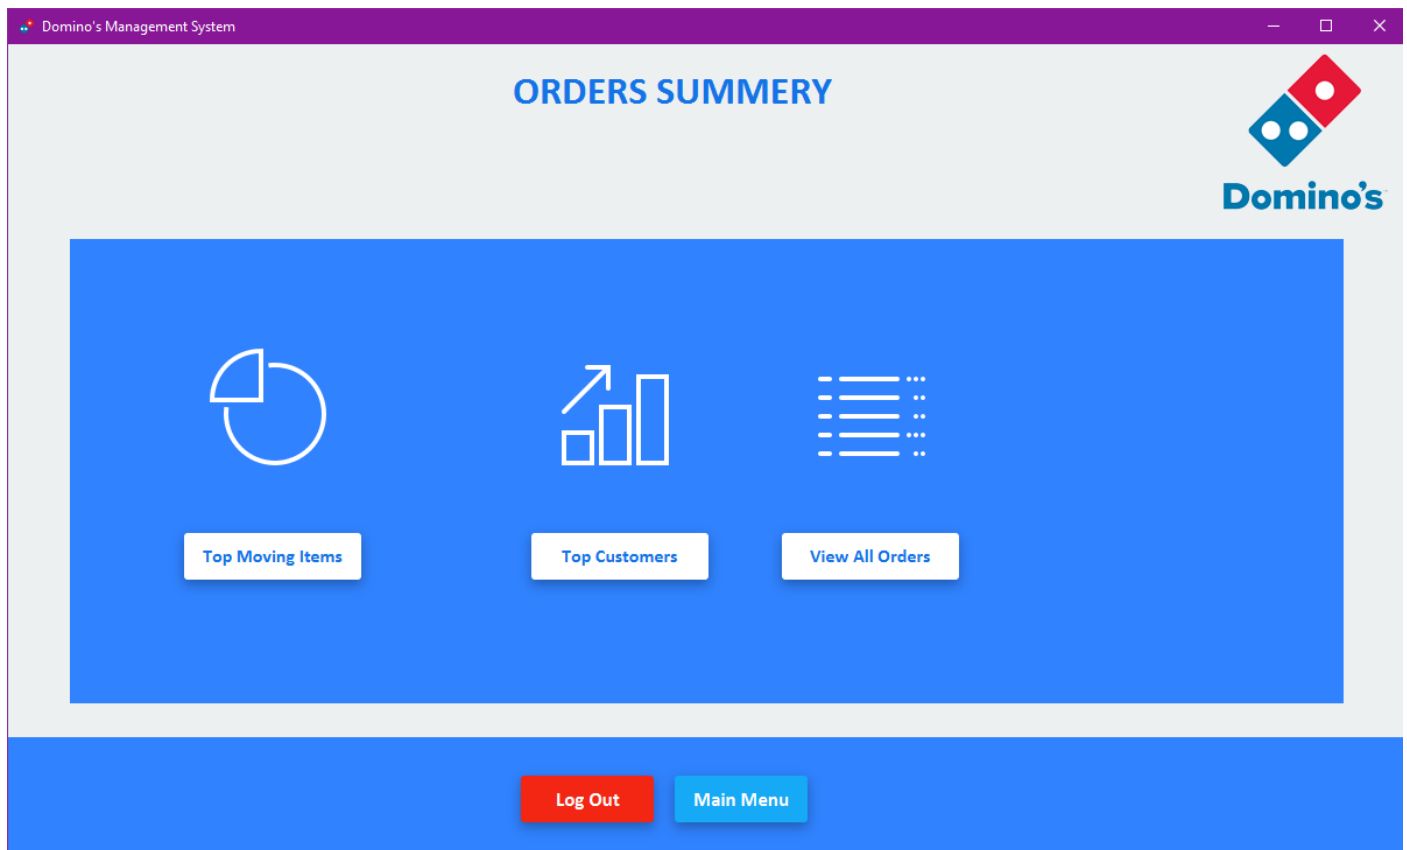 Domino's Management System
ORDERS SUMMERY
Domino's
Top Moving Items
Top Customers
View All Orders
Log Out
Main Menu